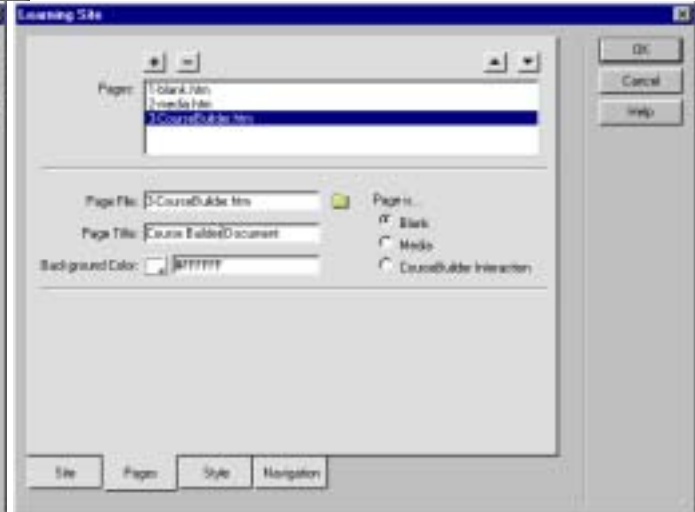 Learning Site
+ -
OK
Cancel
Help
Pages: 1-blank.htm
2-media.htm
3-CourseBuilder.htm
Page File: 3-CourseBuilder.htm
Page is...
Blank
Page Title: Course Builder Document
Media
Background Color: #FFFFFF
CourseBuilder Interaction
Site Pages Style Navigation